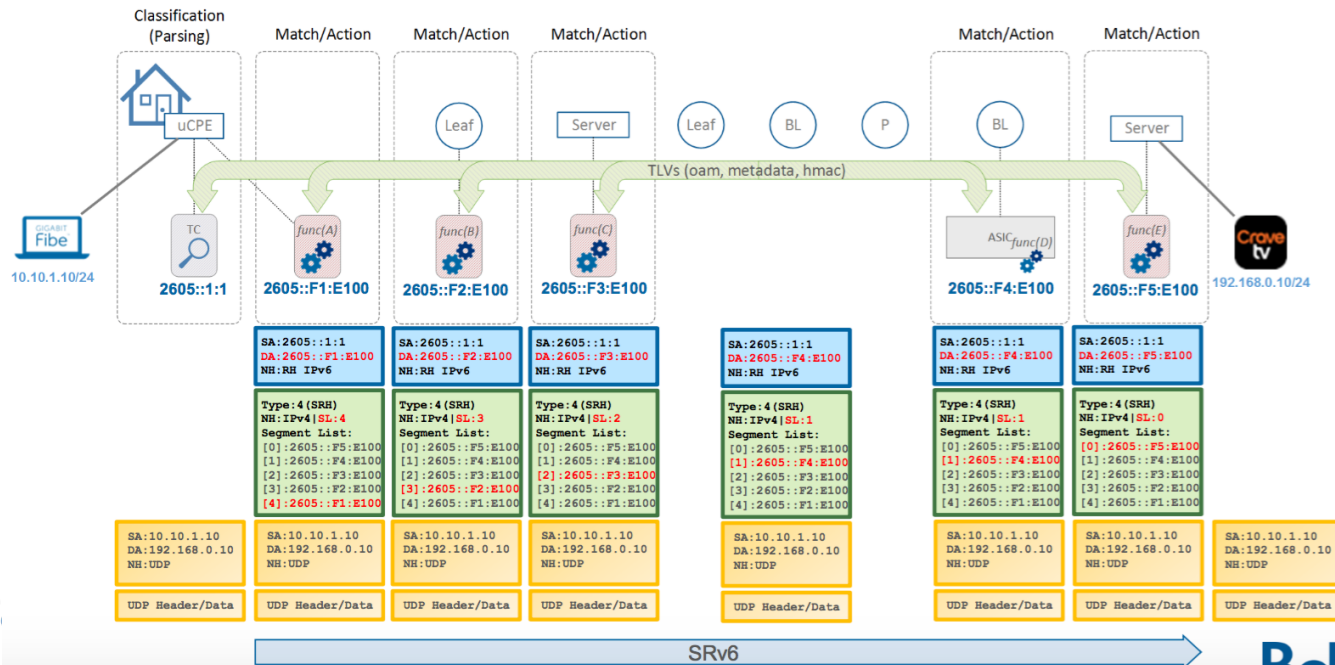 Classification
(Parsing)
Match/Action
Match/Action
Match/Action
Match/Action
Match/Action
uCPE
Leaf
Server
Leaf
BL
P
BL
Server
TLVs (oam, metadata, hmac)
GIGABIT
Fibe
10.10.1.10/24
TC
func(A)
func(B)
func(C)
ASIC func(D)
func(E)
Crave
tv
192.168.0.10/24
2605::1:1
2605::F1:E100
2605::F2:E100
2605::F3:E100
2605::F4:E100
2605::F5:E100
SA:2605::1:1
DA:2605::F1:E100
NH:RH IPv6
SA:2605::1:1
DA:2605::F2:E100
NH:RH IPv6
SA:2605::1:1
DA:2605::F3:E100
NH:RH IPv6
SA:2605::1:1
DA:2605::F4:E100
NH:RH IPv6
SA:2605::1:1
DA:2605::F4:E100
NH:RH IPv6
SA:2605::1:1
DA:2605::F5:E100
NH:RH IPv6
Type:4(SRH)
NH:IPv4|SL:4
Segment List:
[0]:2605::F5:E100
[1]:2605::F4:E100
[2]:2605::F3:E100
[3]:2605::F2:E100
[4]:2605::F1:E100
Type:4(SRH)
NH:IPv4|SL:3
Segment List:
[0]:2605::F5:E100
[1]:2605::F4:E100
[2]:2605::F3:E100
[3]:2605::F2:E100
[4]:2605::F1:E100
Type:4(SRH)
NH:IPv4|SL:2
Segment List:
[0]:2605::F5:E100
[1]:2605::F4:E100
[2]:2605::F3:E100
[3]:2605::F2:E100
[4]:2605::F1:E100
Type:4(SRH)
NH:IPv4|SL:1
Segment List:
[0]:2605::F5:E100
[1]:2605::F4:E100
[2]:2605::F3:E100
[3]:2605::F2:E100
[4]:2605::F1:E100
Type:4(SRH)
NH:IPv4|SL:1
Segment List:
[0]:2605::F5:E100
[1]:2605::F4:E100
[2]:2605::F3:E100
[3]:2605::F2:E100
[4]:2605::F1:E100
Type:4(SRH)
NH:IPv4|SL:0
Segment List:
[0]:2605::F5:E100
[1]:2605::F4:E100
[2]:2605::F3:E100
[3]:2605::F2:E100
[4]:2605::F1:E100
SA:10.10.1.10
DA:192.168.0.10
NH:UDP
SA:10.10.1.10
DA:192.168.0.10
NH:UDP
SA:10.10.1.10
DA:192.168.0.10
NH:UDP
SA:10.10.1.10
DA:192.168.0.10
NH:UDP
SA:10.10.1.10
DA:192.168.0.10
NH:UDP
SA:10.10.1.10
DA:192.168.0.10
NH:UDP
SA:10.10.1.10
DA:192.168.0.10
NH:UDP
SA:10.10.1.10
DA:192.168.0.10
NH:UDP
UDP Header/Data
UDP Header/Data
UDP Header/Data
UDP Header/Data
UDP Header/Data
UDP Header/Data
UDP Header/Data
UDP Header/Data
SRv6